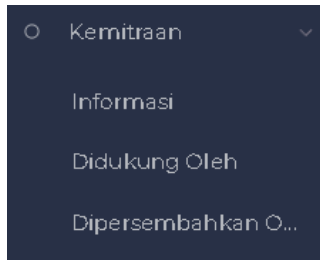 Kemitraan
Informasi
Didukung Oleh
Dipersembahkan O...